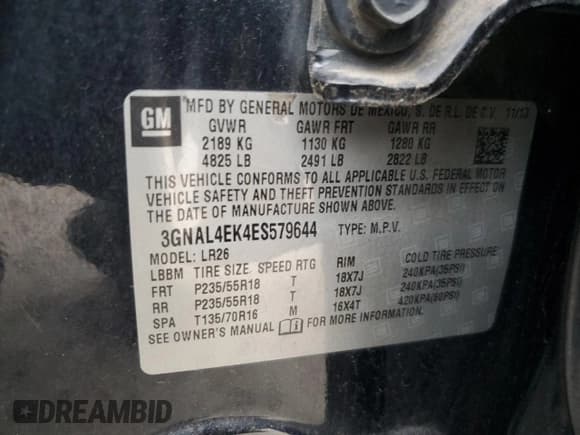 GM
MFD BY GENERAL MOTORS DE MEXICO, S. DE R.L. DE C.V. 11/13
GVWR GAWR FRT GAWR RR
2189 KG 1130 KG 1280 KG
4825 LB 2491 LB 2822 LB
THIS VEHICLE CONFORMS TO ALL APPLICABLE U.S. FEDERAL MOTOR
VEHICLE SAFETY AND THEFT PREVENTION STANDARDS IN EFFECT ON
THE DATE OF MANUFACTURE SHOWN ABOVE.
3GNAL4EK4ES579644 TYPE: M.P.V.
MODEL: LR26
LBBM TIRE SIZE SPEED RTG RIM COLD TIRE PRESSURE
FRT P235/55R18 T 18X7J 240KPA(35PSI)
RR P235/55R18 T 18X7J 240KPA(35PSI)
SPA T135/70R16 M 16X4T 420KPA(60PSI)
SEE OWNER'S MANUAL FOR MORE INFORMATION.
DREAMBID